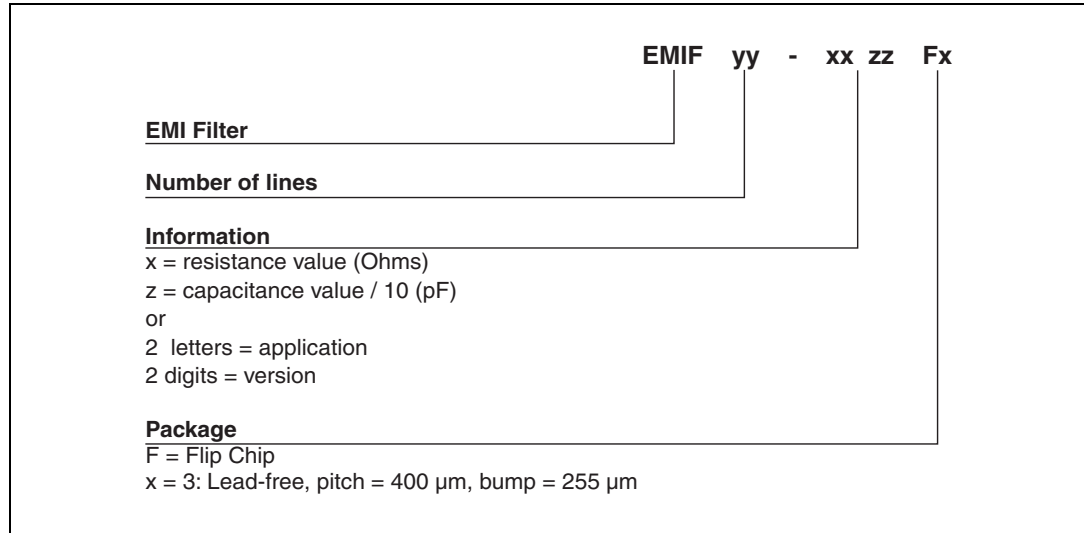 EMIF yy - xx zz Fx
EMI Filter
Number of lines
Information
x = resistance value (Ohms)
z = capacitance value / 10 (pF)
or
2 letters = application
2 digits = version
Package
F = Flip Chip
x = 3: Lead-free, pitch = 400 µm, bump = 255 µm